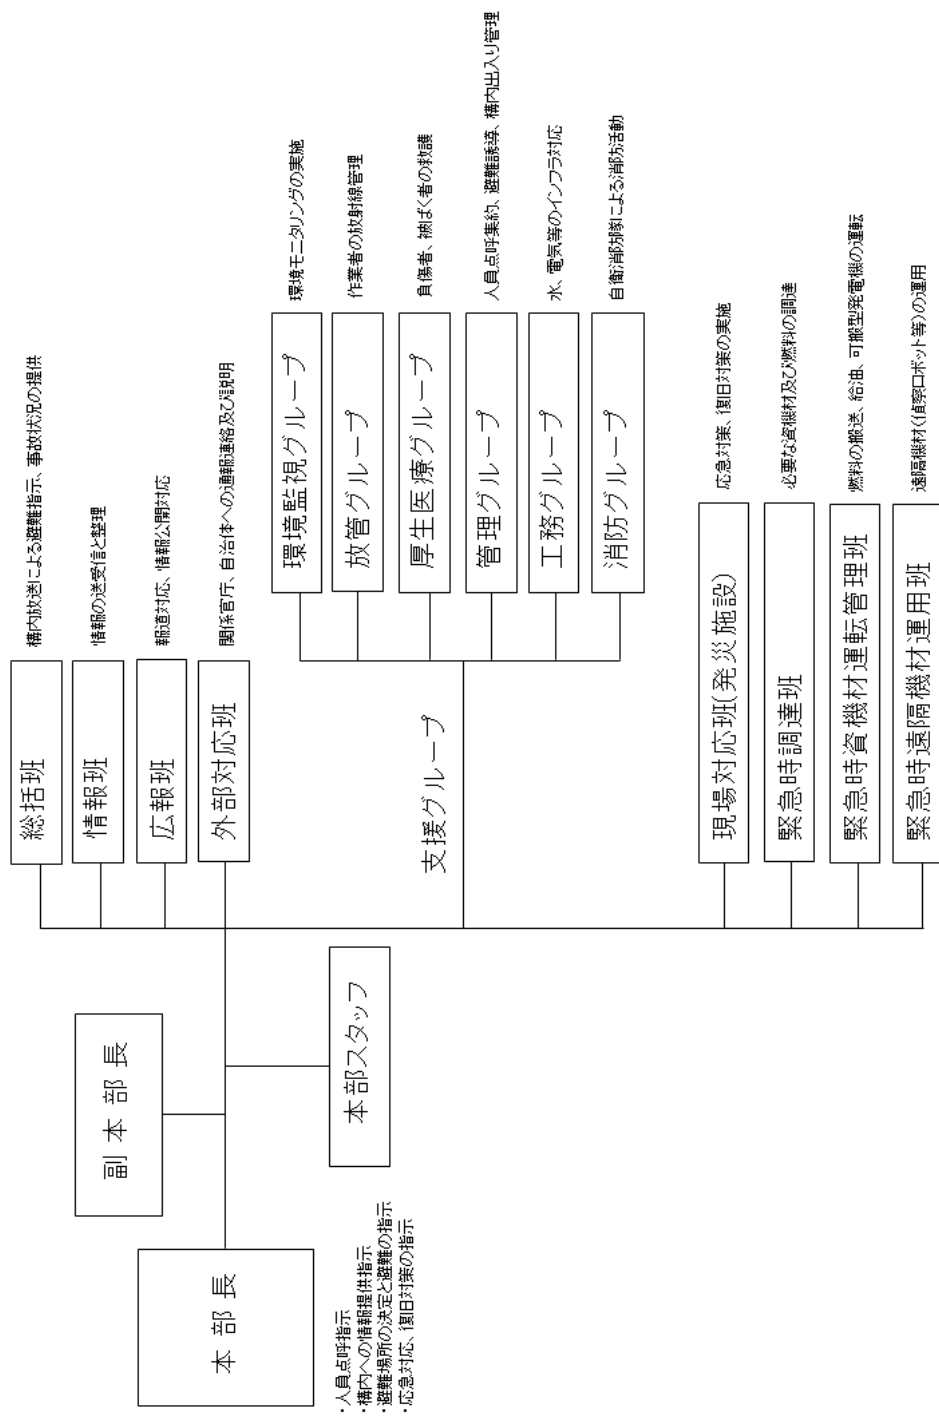 本部長
・人員点呼指示
・構内への情報提供指示
・避難場所の決定と避難の指示
・応急対応、復旧対策の指示
副本部長
本部スタッフ
総括班
構内放送による避難指示、事故状況の提供
情報班
情報の送受信と整理
広報班
報道対応、情報公開対応
外部対応班
関係官庁、自治体への通報連絡及び説明
支援グループ
環境監視グループ
環境モニタリングの実施
放管グループ
作業者の放射線管理
厚生医療グループ
負傷者、被ばく者の救護
管理グループ
人員点呼集約、避難誘導、構内出入り管理
工務グループ
水、電気等のインフラ対応
消防グループ
自衛消防隊による消防活動
現場対応班(発災施設)
応急対策、復旧対策の実施
緊急時調達班
必要な資機材及び燃料の調達
緊急時資機材運転管理班
燃料の搬送、給油、可搬型発電機の運転
緊急時遠隔機材運用班
遠隔機材(偵察ロボット等)の運用